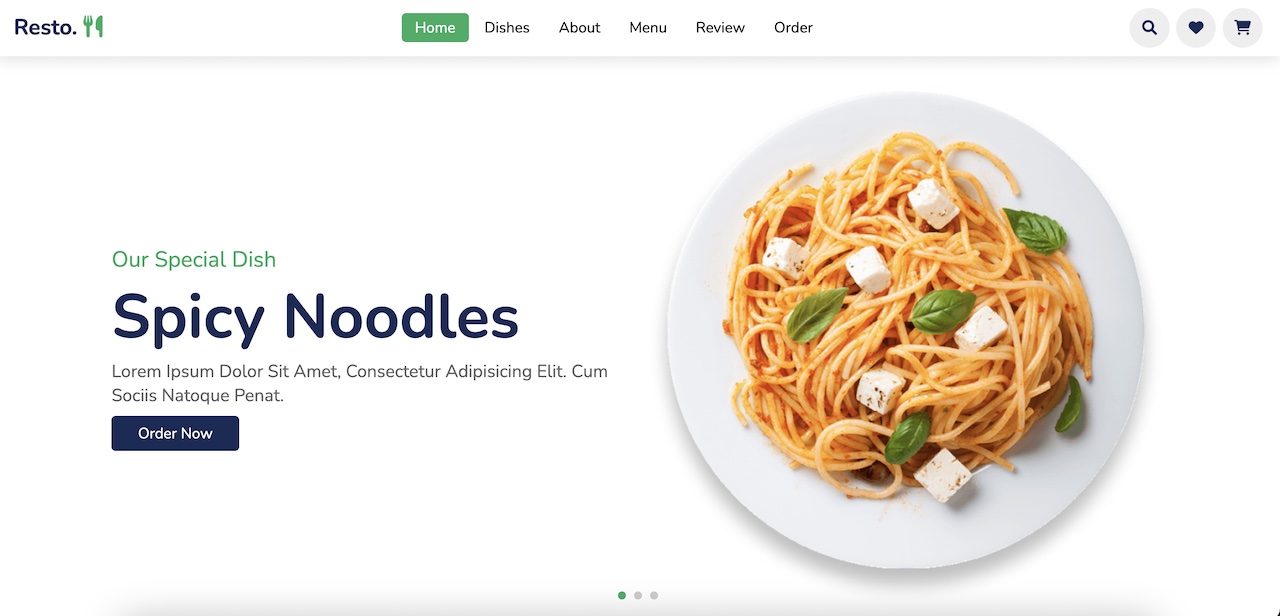 Resto.
Home
Dishes
About
Menu
Review
Order
Our Special Dish
Spicy Noodles
Lorem Ipsum Dolor Sit Amet, Consectetur Adipisicing Elit. Cum
Sociis Natoque Penat.
Order Now